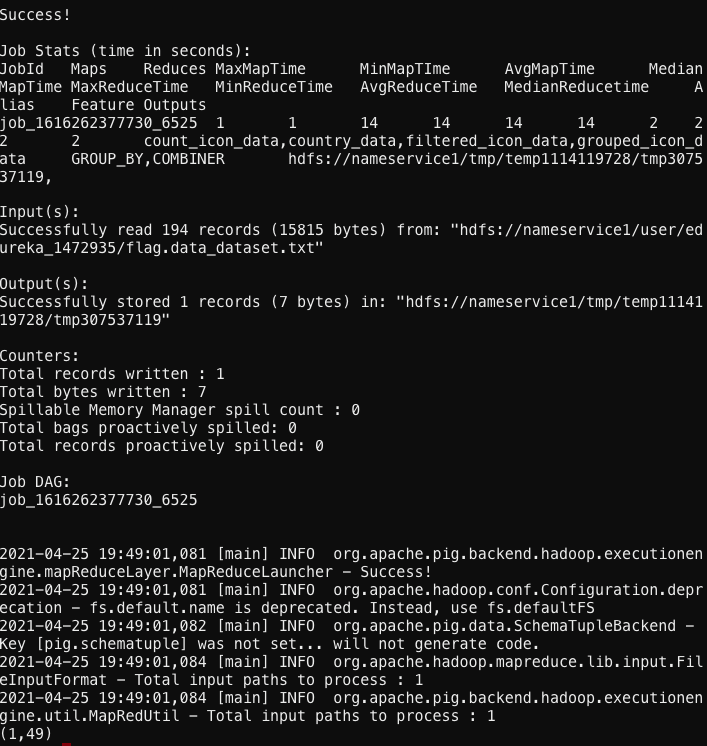 Success!
Job Stats (time in seconds):
JobId   Maps    Reduces MaxMapTime      MinMapTIme      AvgMapTime      Median
MapTime MaxReduceTime   MinReduceTime   AvgReduceTime   MedianReducetime     A
lias    Feature Outputs
job_1616262377730_6525  1       1       14      14      14      14      2    2
2       2       count_icon_data,country_data,filtered_icon_data,grouped_icon_d
ata     GROUP_BY,COMBINER       hdfs://nameservice1/tmp/temp1114119728/tmp3075
37119,
Input(s):
Successfully read 194 records (15815 bytes) from: "hdfs://nameservice1/user/ed
ureka_1472935/flag.data_dataset.txt"
Output(s):
Successfully stored 1 records (7 bytes) in: "hdfs://nameservice1/tmp/temp11141
19728/tmp307537119"
Counters:
Total records written : 1
Total bytes written : 7
Spillable Memory Manager spill count : 0
Total bags proactively spilled: 0
Total records proactively spilled: 0
Job DAG:
job_1616262377730_6525
2021-04-25 19:49:01,081 [main] INFO  org.apache.pig.backend.hadoop.executionen
gine.mapReduceLayer.MapReduceLauncher - Success!
2021-04-25 19:49:01,081 [main] INFO  org.apache.hadoop.conf.Configuration.depr
ecation - fs.default.name is deprecated. Instead, use fs.defaultFS
2021-04-25 19:49:01,082 [main] INFO  org.apache.pig.data.SchemaTupleBackend -
Key [pig.schematuple] was not set... will not generate code.
2021-04-25 19:49:01,084 [main] INFO  org.apache.hadoop.mapreduce.lib.input.Fil
eInputFormat - Total input paths to process : 1
2021-04-25 19:49:01,084 [main] INFO  org.apache.pig.backend.hadoop.executionen
gine.util.MapRedUtil - Total input paths to process : 1
(1,49)